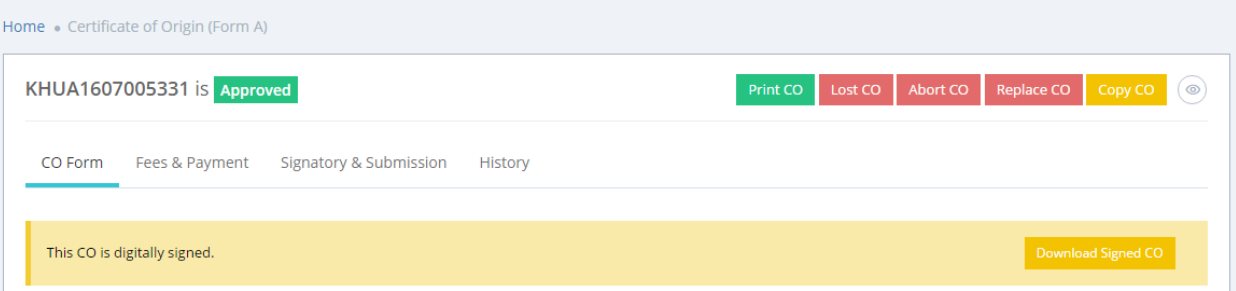 Home • Certificate of Origin (Form A)
KHUA1607005331 is Approved Print CO Lost CO Abort CO Replace CO Copy CO
CO Form Fees & Payment Signatory & Submission History
This CO is digitally signed. Download Signed CO